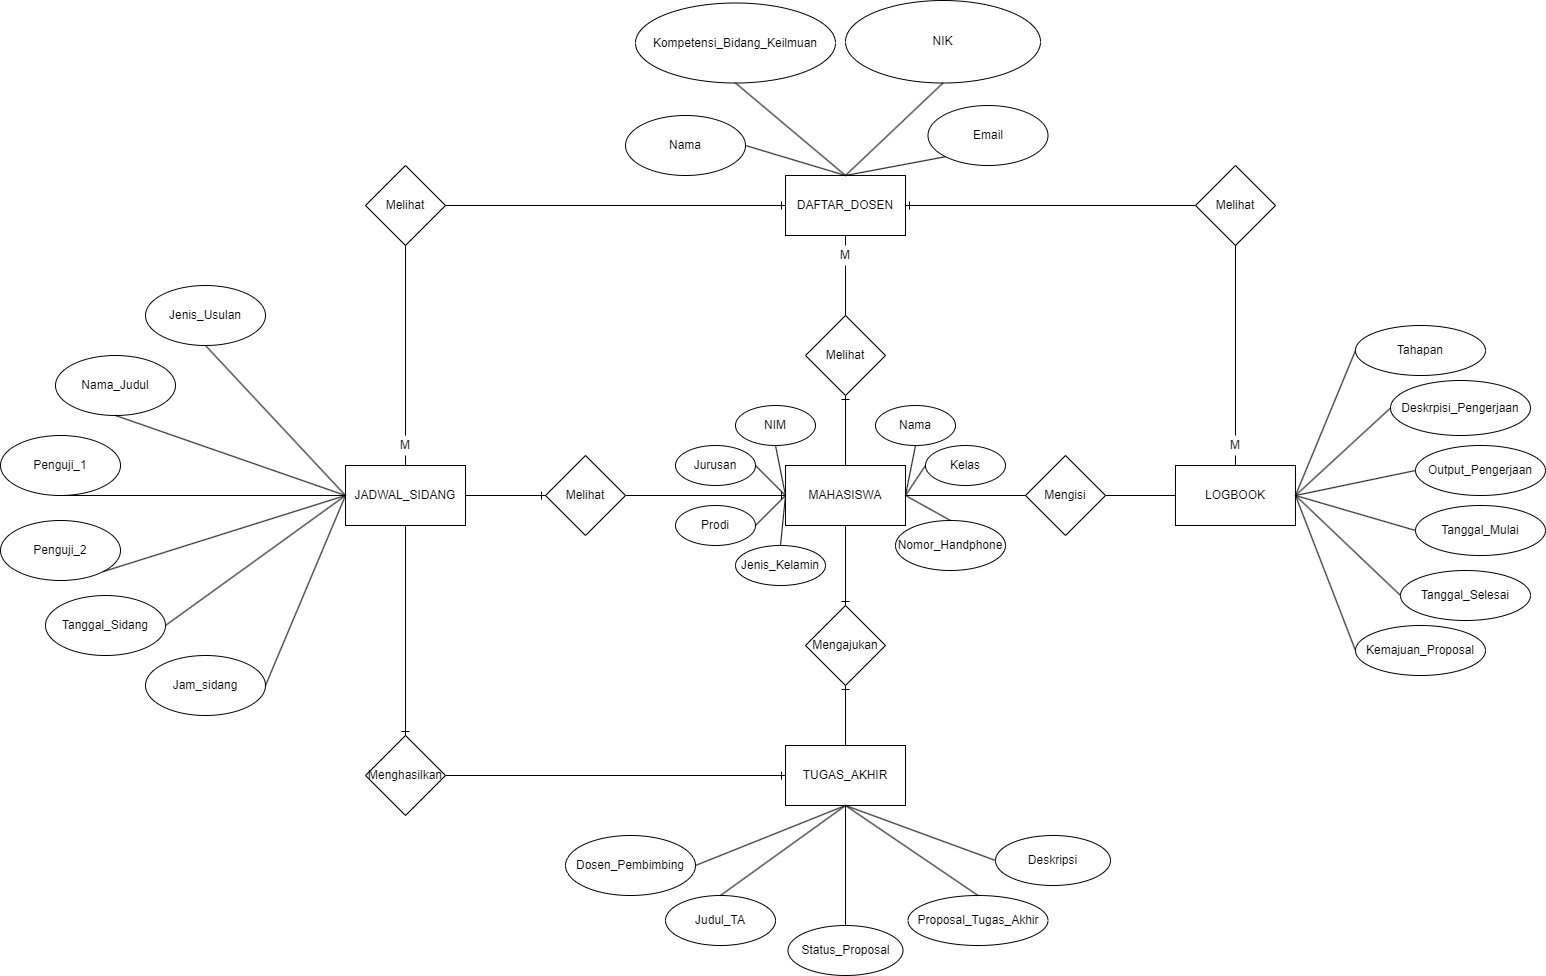 Kompetensi_Bidang_Keilmuan
NIK
Nama
Email
Melihat
DAFTAR_DOSEN
Melihat
M
Jenis_Usulan
Melihat
Tahapan
Nama_Judul
Deskrpisi_Pengerjaan
NIM
Nama
M
M
Penguji_1
Jurusan
Kelas
Output_Pengerjaan
JADWAL_SIDANG
Melihat
MAHASISWA
Mengisi
LOGBOOK
Prodi
Tanggal_Mulai
Penguji_2
Nomor_Handphone
Jenis_Kelamin
Tanggal_Selesai
Tanggal_Sidang
Mengajukan
Kemajuan_Proposal
Jam_sidang
Menghasilkan
TUGAS_AKHIR
Dosen_Pembimbing
Deskripsi
Judul_TA
Proposal_Tugas_Akhir
Status_Proposal